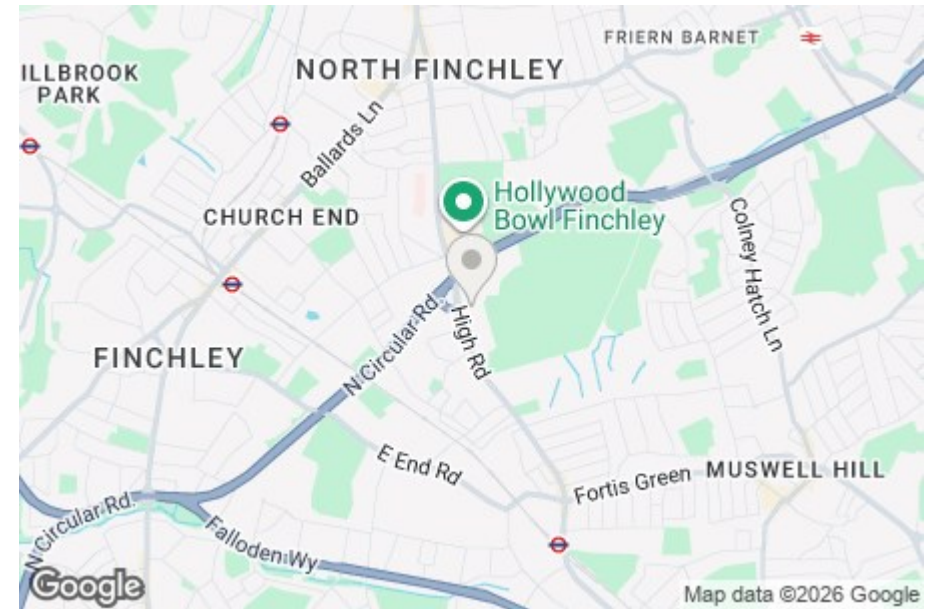 FRIERN BARNET
ILLBROOK
PARK
NORTH FINCHLEY
Ballards Ln
Hollywood
Bowl Finchley
CHURCH END
Colney Hatch Ln
N Circular Rd.
High Rd
FINCHLEY
E End Rd
Fortis Green
MUSWELL HILL
N Circular Rd.
Falloden Wy
Google
Map data ©2026 Google